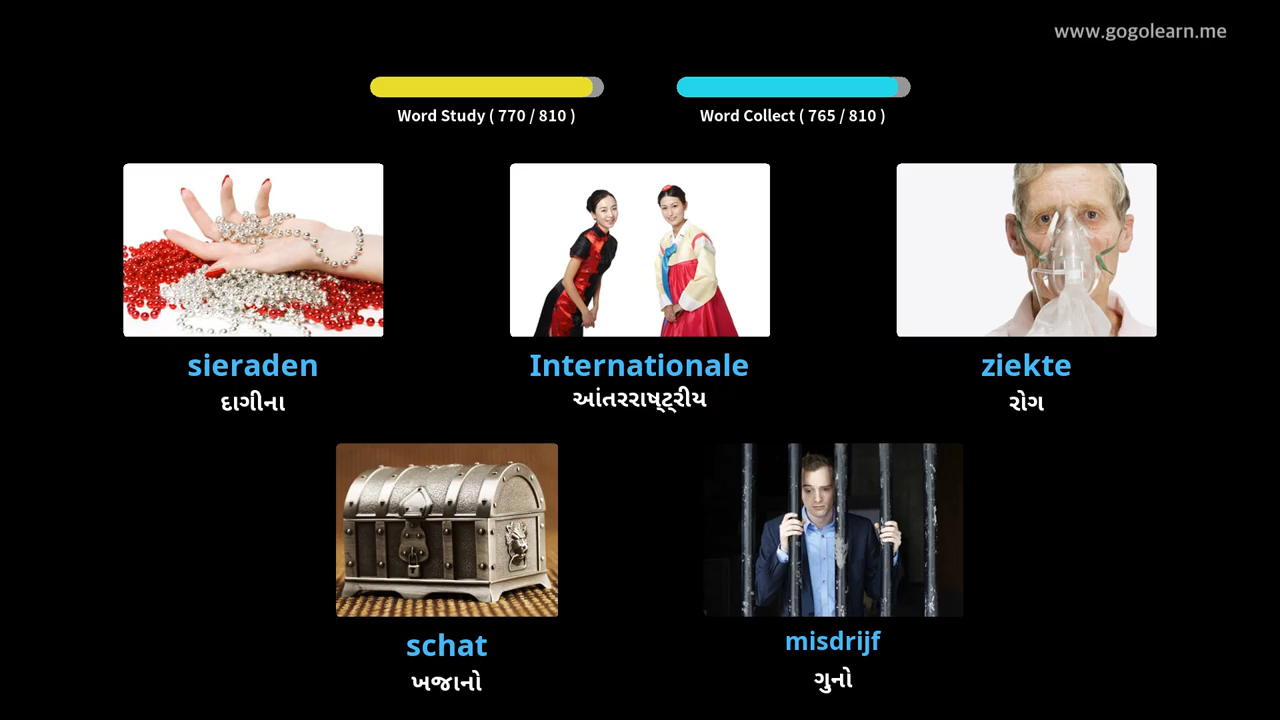 www.gogolearn.me
Word Study ( 770 / 810 )
Word Collect ( 765 / 810 )
sieraden
દાગીના
Internationale
આંતરરાષ્ટ્રીય
ziekte
રોગ
schat
ખજાનો
misdrijf
ગુનો